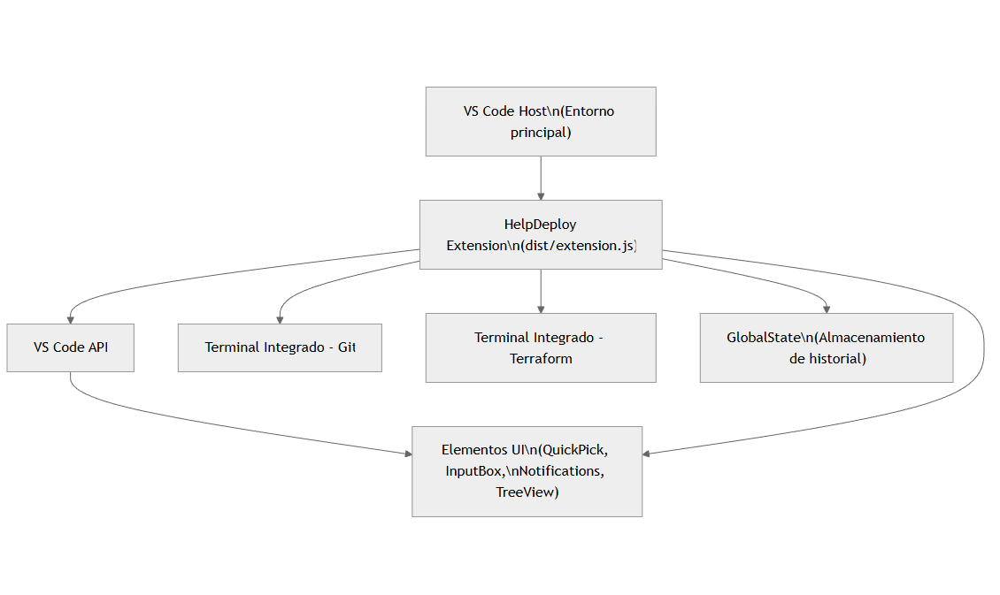 VS Code Host\n(Entorno
principal)
HelpDeploy
Extension\n(dist/extension.js)
VS Code API
Terminal Integrado - Git
Terminal Integrado -
Terraform
GlobalState\n(Almacenamiento
de historial)
Elementos UI\n(QuickPick,
InputBox,\nNotifications,
TreeView)